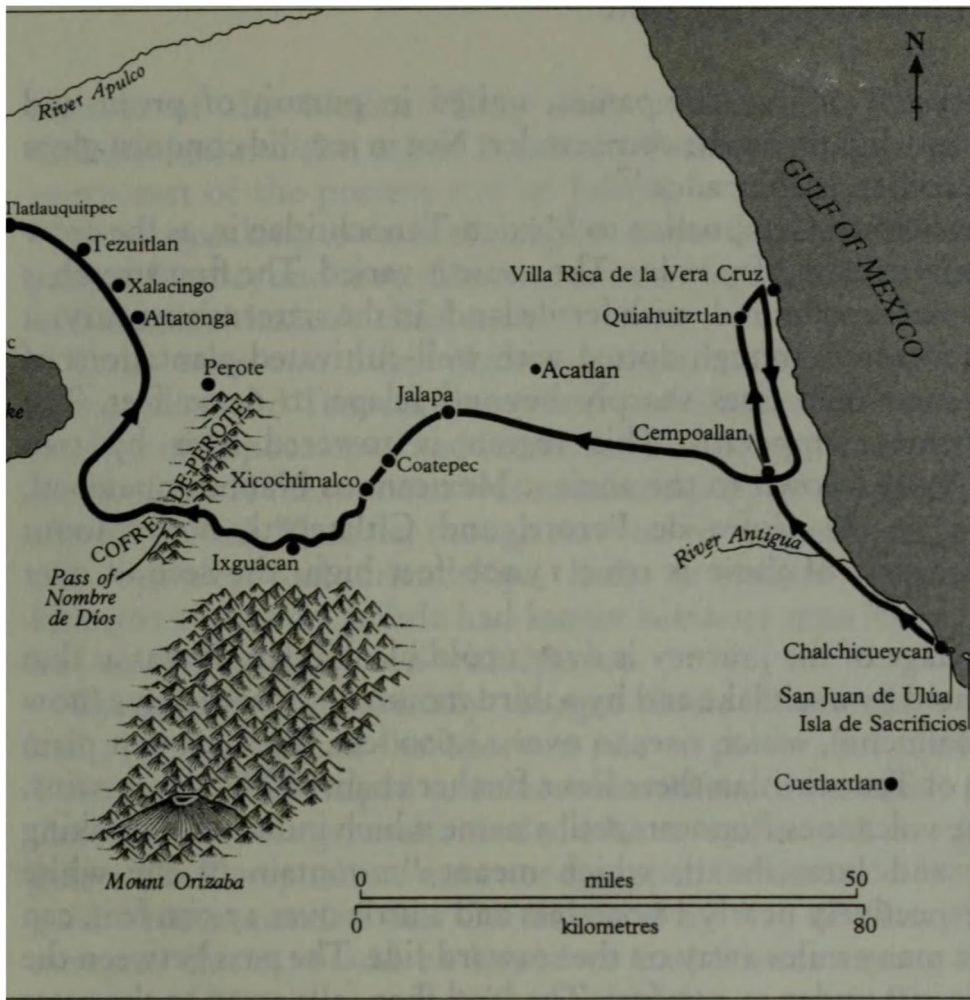 N
River Apulco
GULF OF MEXICO
Tlatlauquitpec
Tezuitlan
Xalacingo
Altatonga
Villa Rica de la Vera Cruz
Quiahuitztlan
Perote
Acatlan
Jalapa
Cempoallan
COFRE DE PEROTE
Coatepec
Xicochimalco
River Antigua
Ixguacan
Pass of
Nombre
de Díos
Chalchicueycan
San Juan de Ulúa
Isla de Sacrificios
Cuetlaxtlan
Mount Orizaba
0 miles 50
0 kilometres 80